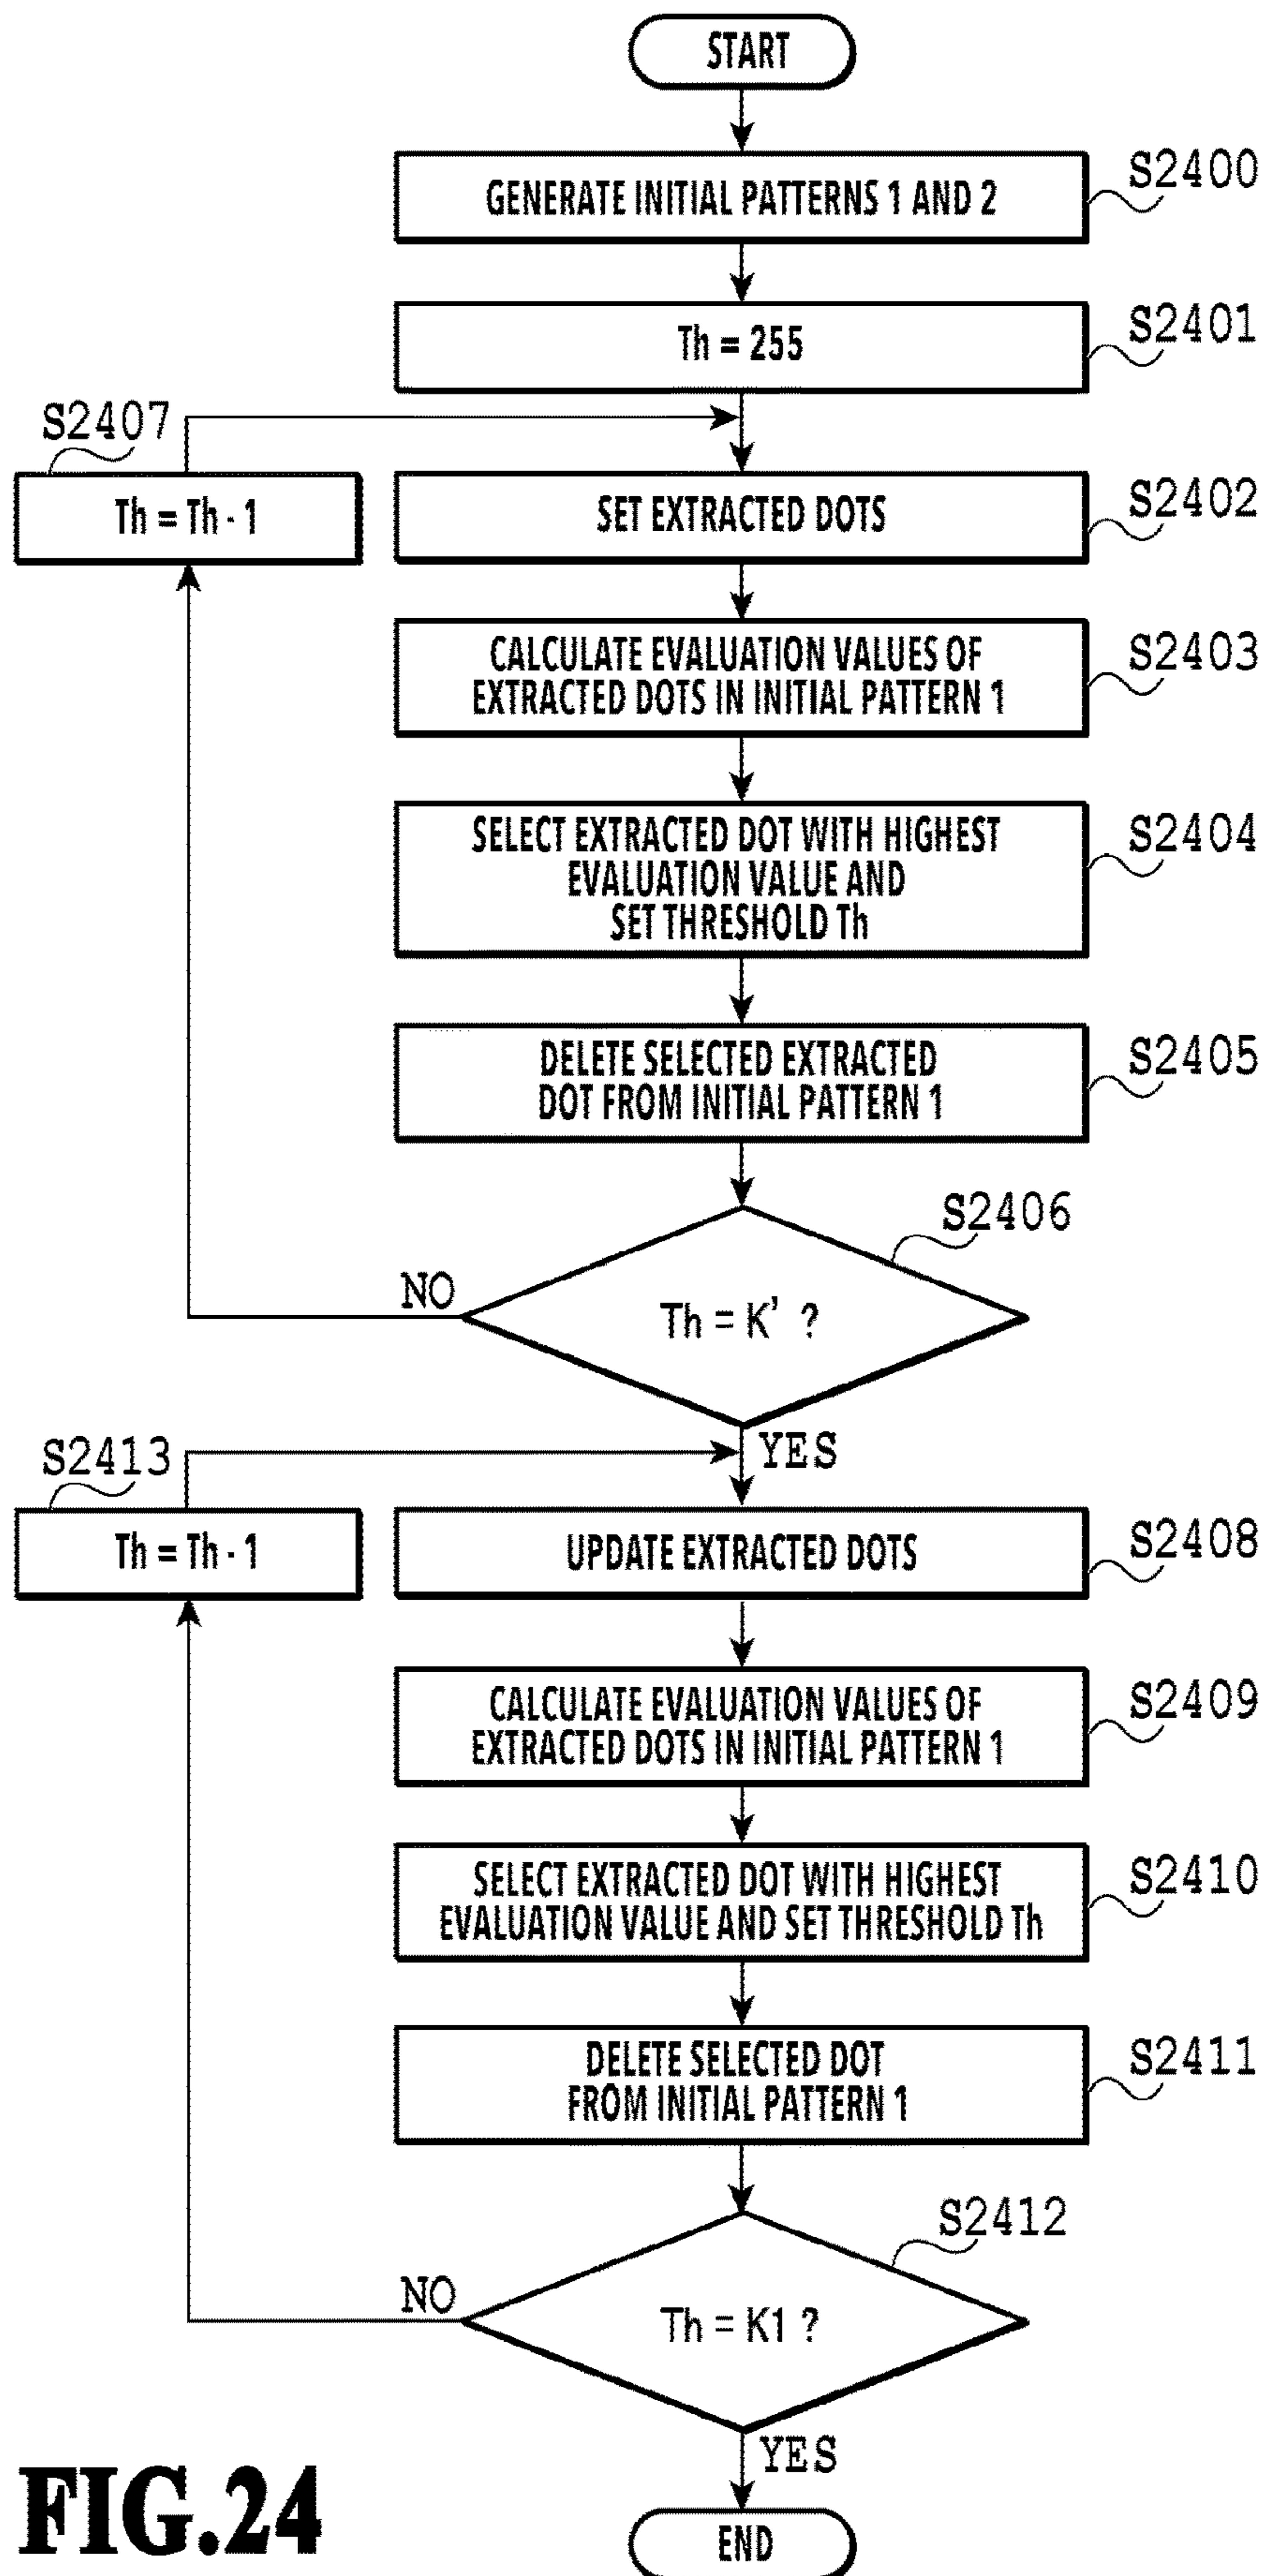 START
GENERATE INITIAL PATTERNS 1 AND 2
S2400
Th = 255
S2401
S2407
Th = Th - 1
SET EXTRACTED DOTS
S2402
CALCULATE EVALUATION VALUES OF
EXTRACTED DOTS IN INITIAL PATTERN 1
S2403
SELECT EXTRACTED DOT WITH HIGHEST
EVALUATION VALUE AND
SET THRESHOLD Th
S2404
DELETE SELECTED EXTRACTED
DOT FROM INITIAL PATTERN 1
S2405
S2406
NO
Th = K' ?
YES
S2413
Th = Th - 1
UPDATE EXTRACTED DOTS
S2408
CALCULATE EVALUATION VALUES OF
EXTRACTED DOTS IN INITIAL PATTERN 1
S2409
SELECT EXTRACTED DOT WITH HIGHEST
EVALUATION VALUE AND SET THRESHOLD Th
S2410
DELETE SELECTED DOT
FROM INITIAL PATTERN 1
S2411
S2412
NO
Th = K1 ?
YES
END
FIG.24